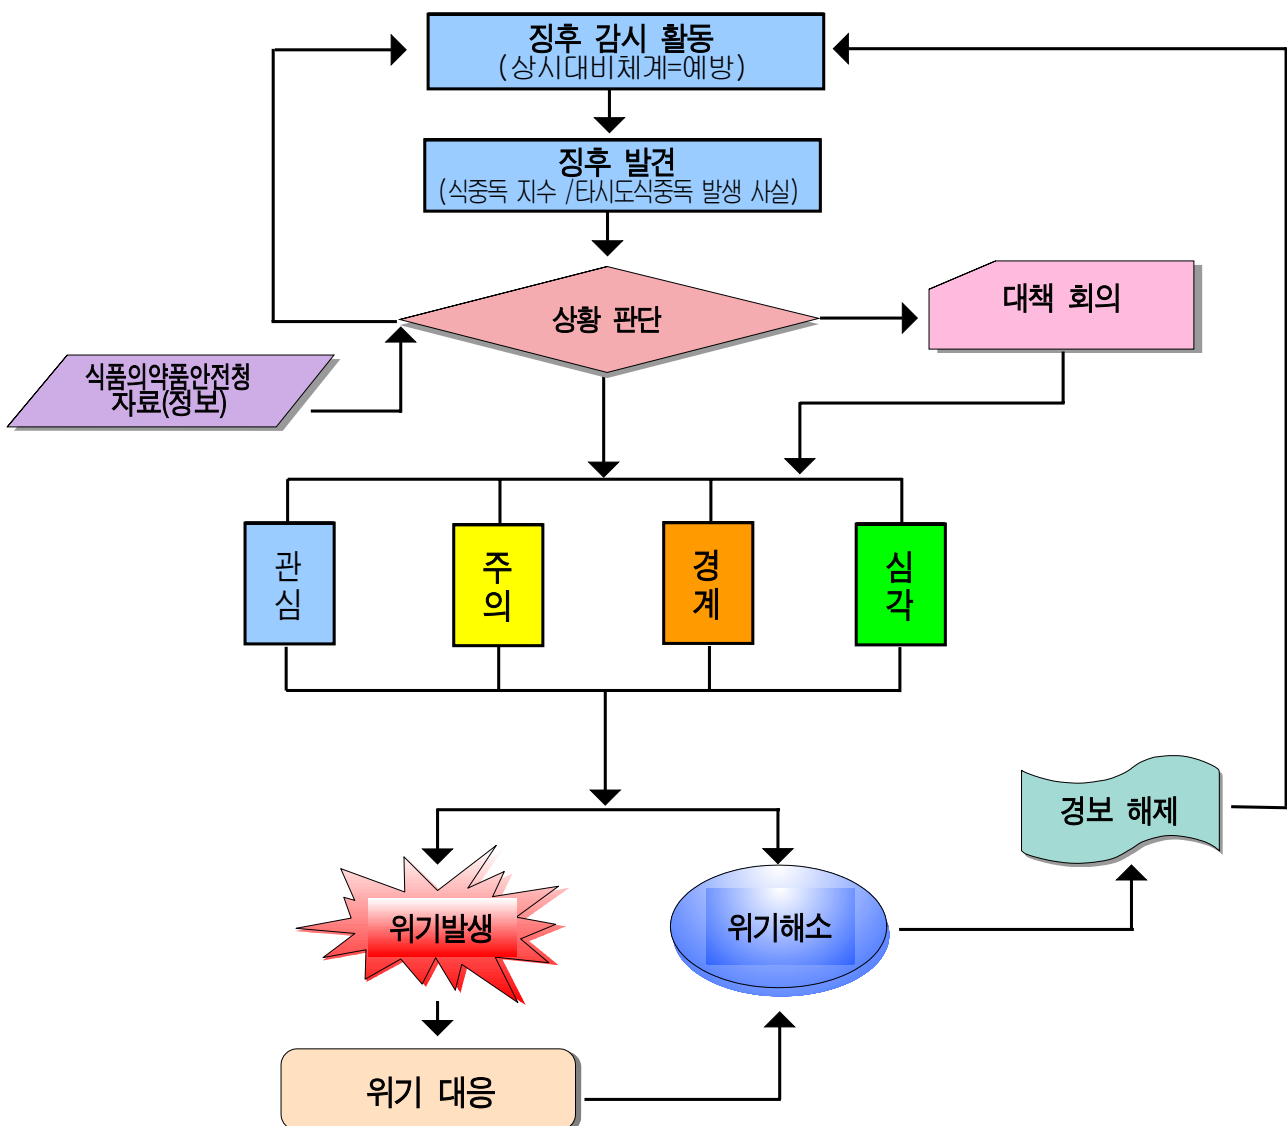 징후 감시 활동
(상시대비체계=예방)
징후 발견
(식중독 지수 /타시도식중독 발생 사실)
상황 판단
대책 회의
식품의약품안전청
자료(정보)
관
심
주
의
경
계
심
각
경보 해제
위기발생
위기해소
위기 대응